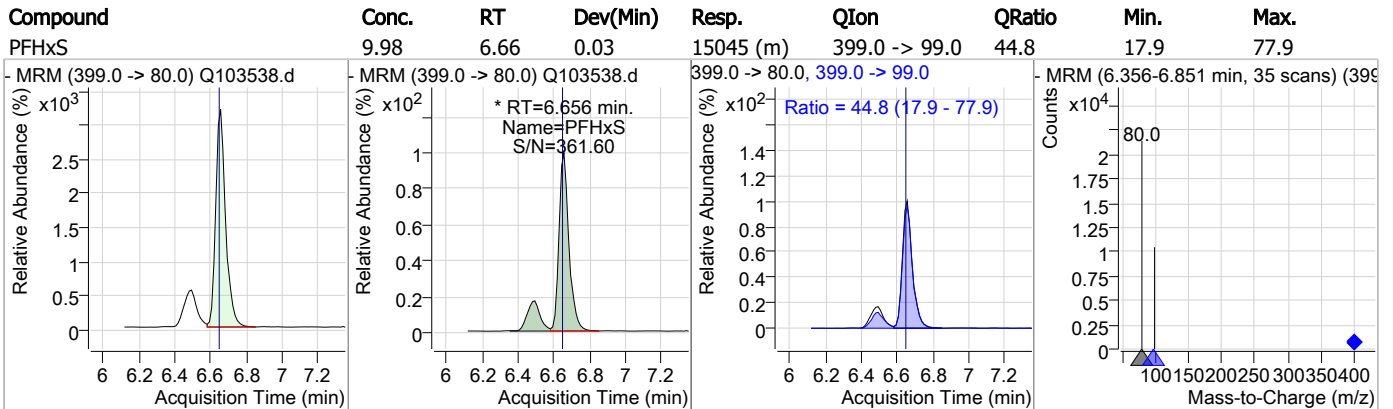 Compound Conc. RT Dev(Min) Resp. QIon QRatio Min. Max.
PFHxS 9.98 6.66 0.03 15045 (m) 399.0 -> 99.0 44.8 17.9 77.9
- MRM (399.0 -> 80.0) Q103538.d
x10³
Relative Abundance (%)
2.5
2
1.5
1
0.5
0
6 6.2 6.4 6.6 6.8 7 7.2
Acquisition Time (min)
- MRM (399.0 -> 80.0) Q103538.d
x10²
* RT=6.656 min.
Name=PFHxS
S/N=361.60
Relative Abundance (%)
1
0.8
0.6
0.4
0.2
0
6 6.2 6.4 6.6 6.8 7 7.2
Acquisition Time (min)
399.0 -> 80.0, 399.0 -> 99.0
x10²
Ratio = 44.8 (17.9 - 77.9)
Relative Abundance (%)
1.4
1.2
1
0.8
0.6
0.4
0.2
0
6 6.2 6.4 6.6 6.8 7 7.2
Acquisition Time (min)
- MRM (6.356-6.851 min, 35 scans) (399
x10⁴
80.0
Counts
2
1.75
1.5
1.25
1
0.75
0.5
0.25
0
100 150 200 250 300 350 400
Mass-to-Charge (m/z)